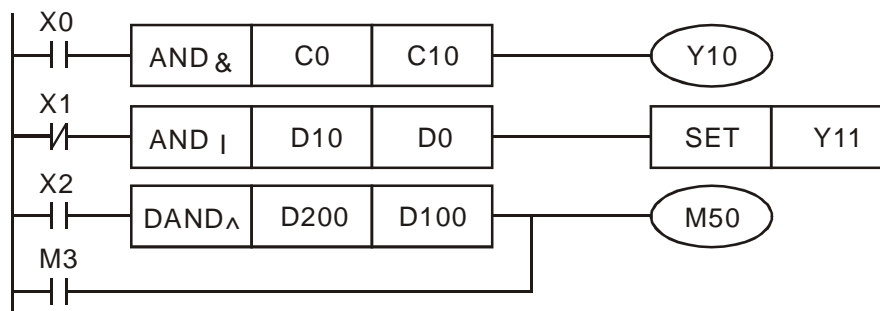 X0
AND & C0 C10 Y10
X1
AND | D10 D0 SET Y11
X2
DAND^ D200 D100 M50
M3